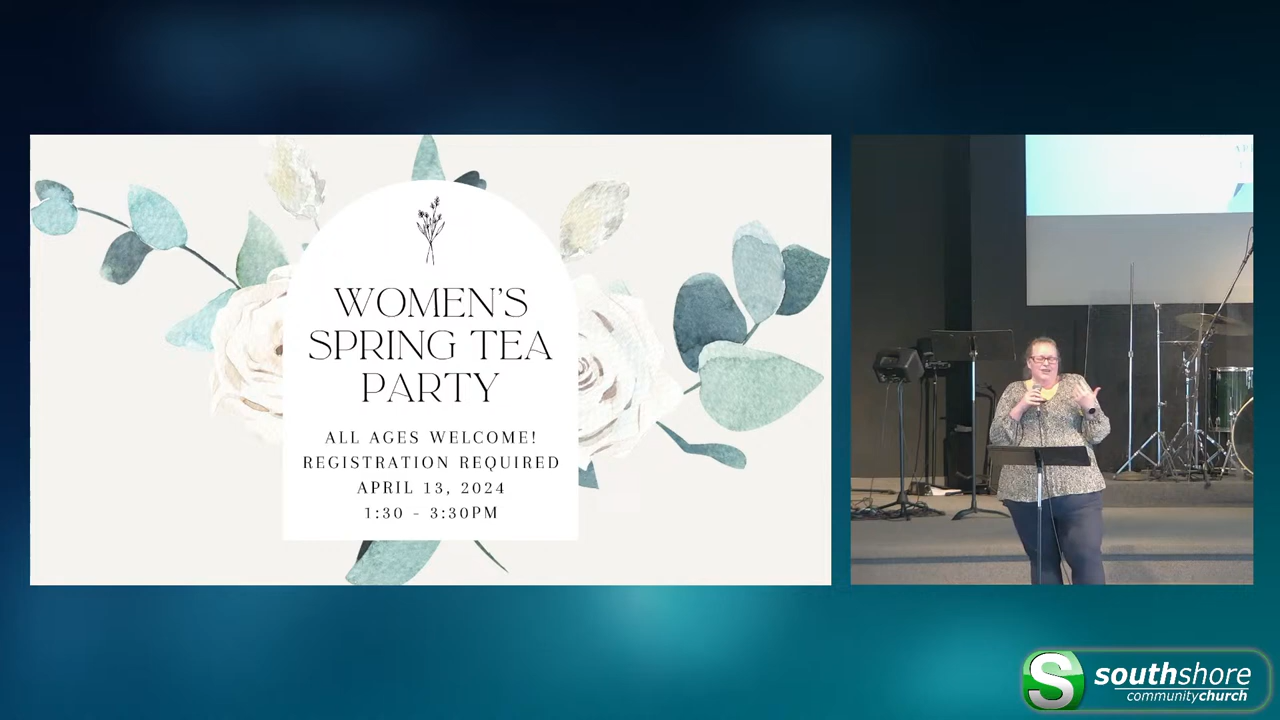 WOMEN'S
SPRING TEA
PARTY
ALL AGES WELCOME!
REGISTRATION REQUIRED
APRIL 13, 2024
1:30 - 3:30PM
S southshore
communitychurch